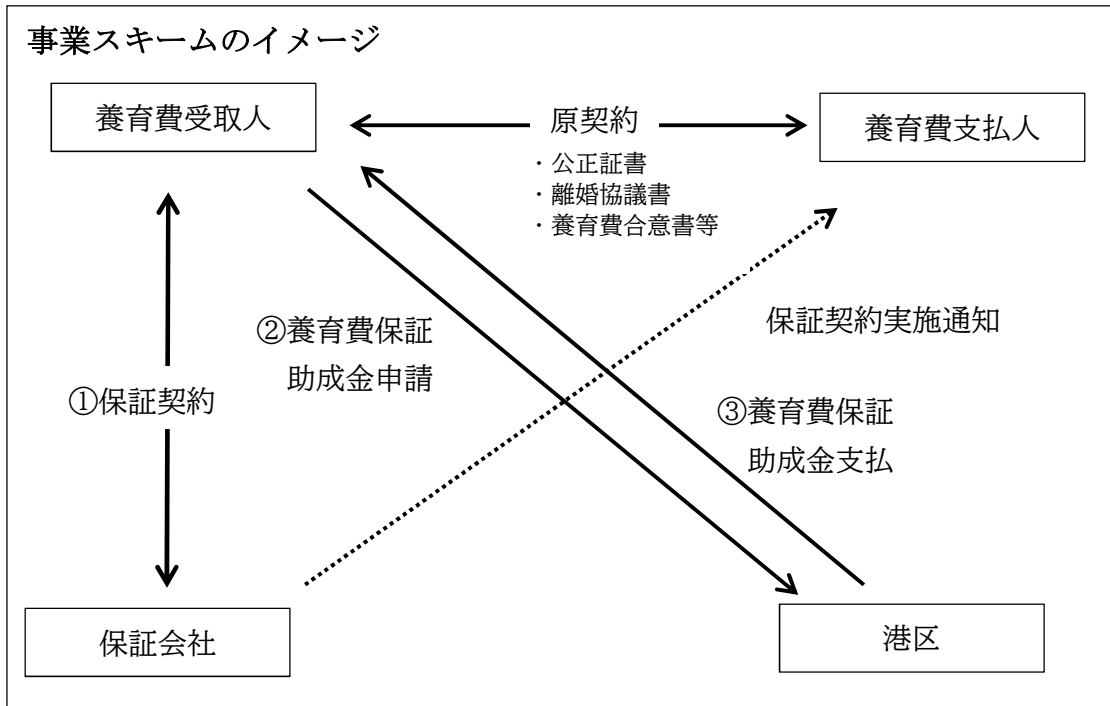 事業スキームのイメージ
養育費受取人
原契約
・公正証書
・離婚協議書
・養育費合意書等
養育費支払人
②養育費保証
助成金申請
保証契約実施通知
①保証契約
③養育費保証
助成金支払
保証会社
港区